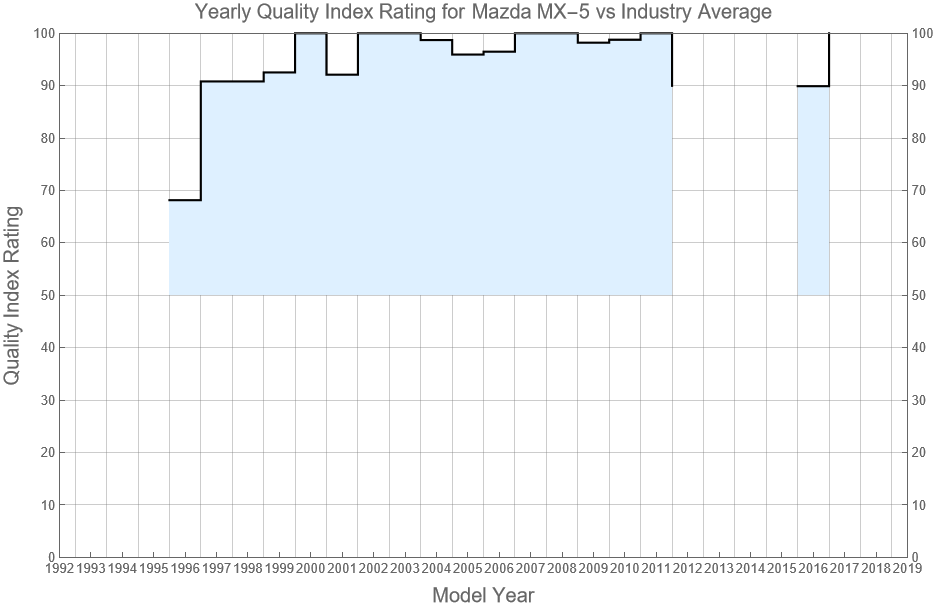 Yearly Quality Index Rating for Mazda MX−5 vs Industry Average
100 100
90 90
80 80
70 70
60 60
50 50
40 40
30 30
20 20
10 10
0 0
Quality Index Rating
1992 1993 1994 1995 1996 1997 1998 1999 2000 2001 2002 2003 2004 2005 2006 2007 2008 2009 2010 2011 2012 2013 2014 2015 2016 2017 2018 2019
Model Year